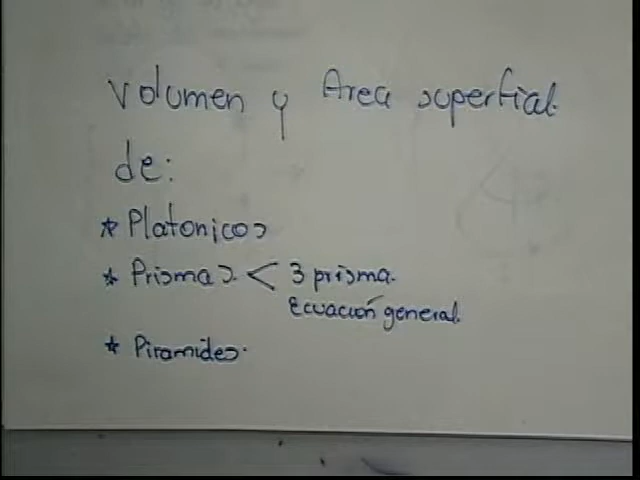 Volumen y Area superfial.
de:
* Platonicos
* Prismas. < 3 prisma.
Ecuación general.
* Piramides.